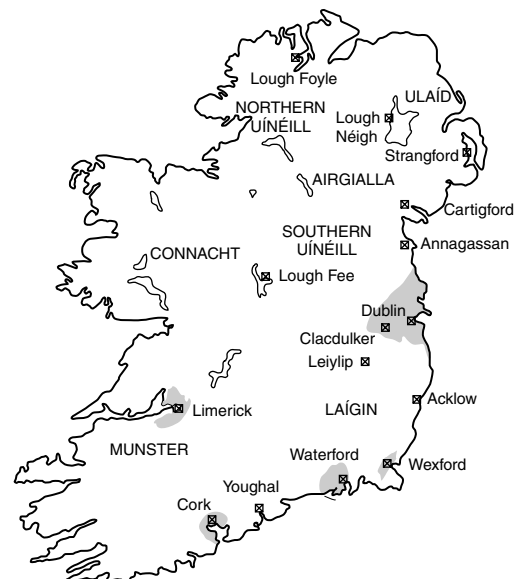 Lough Foyle
NORTHERN
UÍNÉILL
ULAÍD
Lough
Néigh
Strangford
AIRGIALLA
Cartigford
SOUTHERN
UÍNÉILL
Annagassan
CONNACHT
Lough Fee
Dublin
Clacdulker
Leiylip
Limerick
LAÍGIN
Acklow
MUNSTER
Waterford
Wexford
Youghal
Cork